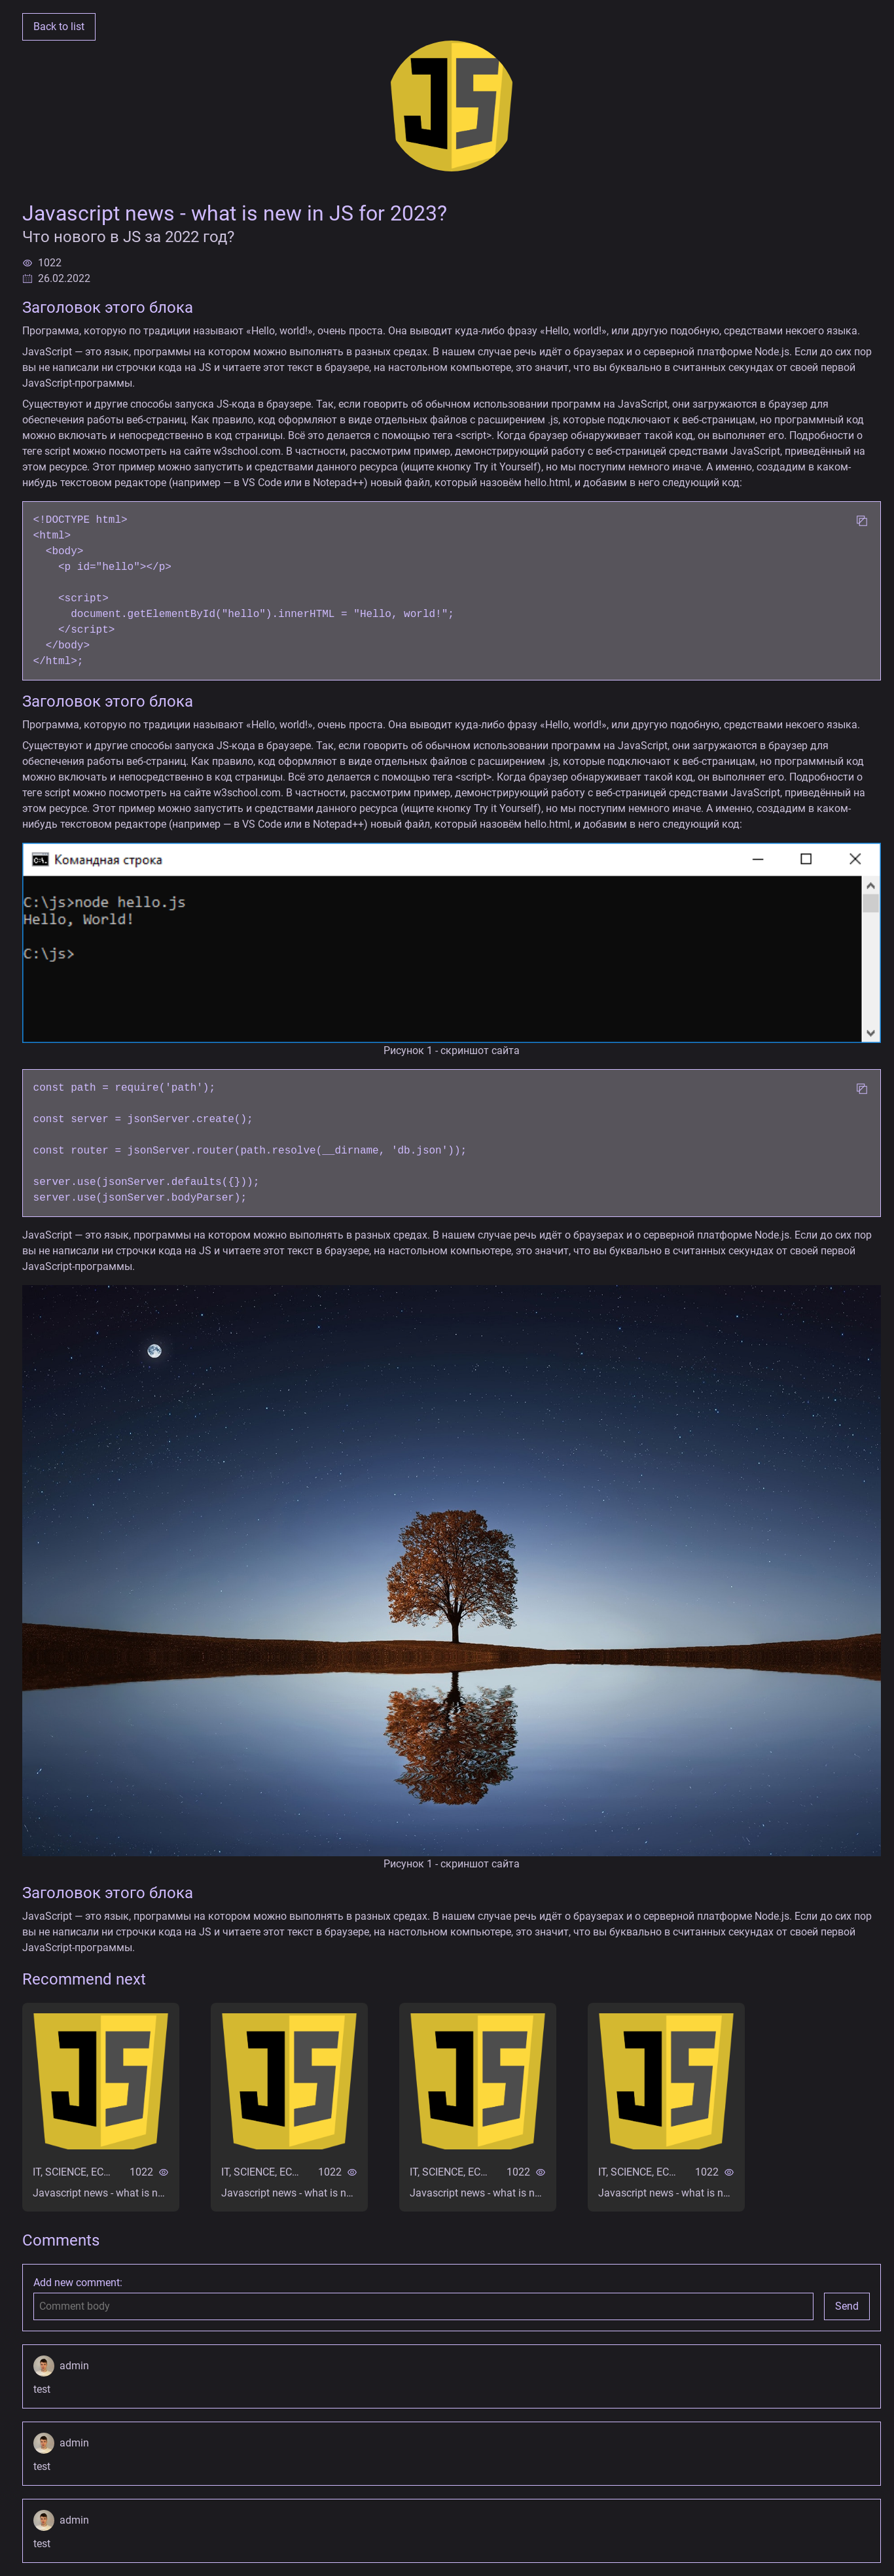 Back to list
JS
Javascript news - what is new in JS for 2023?
Что нового в JS за 2022 год?
1022
26.02.2022
Заголовок этого блока
Программа, которую по традиции называют «Hello, world!», очень проста. Она выводит куда-либо фразу «Hello, world!», или другую подобную, средствами некоего языка.
JavaScript — это язык, программы на котором можно выполнять в разных средах. В нашем случае речь идёт о браузерах и о серверной платформе Node.js. Если до сих пор
вы не написали ни строчки кода на JS и читаете этот текст в браузере, на настольном компьютере, это значит, что вы буквально в считанных секундах от своей первой
JavaScript-программы.
Существуют и другие способы запуска JS-кода в браузере. Так, если говорить об обычном использовании программ на JavaScript, они загружаются в браузер для
обеспечения работы веб-страниц. Как правило, код оформляют в виде отдельных файлов с расширением .js, которые подключают к веб-страницам, но программный код
можно включать и непосредственно в код страницы. Всё это делается с помощью тега <script>. Когда браузер обнаруживает такой код, он выполняет его. Подробности о
теге script можно посмотреть на сайте w3school.com. В частности, рассмотрим пример, демонстрирующий работу с веб-страницей средствами JavaScript, приведённый на
этом ресурсе. Этот пример можно запустить и средствами данного ресурса (ищите кнопку Try it Yourself), но мы поступим немного иначе. А именно, создадим в каком-
нибудь текстовом редакторе (например — в VS Code или в Notepad++) новый файл, который назовём hello.html, и добавим в него следующий код:
<!DOCTYPE html>
<html>
<body>
<p id="hello"></p>
<script>
document.getElementById("hello").innerHTML = "Hello, world!";
</script>
</body>
</html>;
Заголовок этого блока
Программа, которую по традиции называют «Hello, world!», очень проста. Она выводит куда-либо фразу «Hello, world!», или другую подобную, средствами некоего языка.
Существуют и другие способы запуска JS-кода в браузере. Так, если говорить об обычном использовании программ на JavaScript, они загружаются в браузер для
обеспечения работы веб-страниц. Как правило, код оформляют в виде отдельных файлов с расширением .js, которые подключают к веб-страницам, но программный код
можно включать и непосредственно в код страницы. Всё это делается с помощью тега <script>. Когда браузер обнаруживает такой код, он выполняет его. Подробности о
теге script можно посмотреть на сайте w3school.com. В частности, рассмотрим пример, демонстрирующий работу с веб-страницей средствами JavaScript, приведённый на
этом ресурсе. Этот пример можно запустить и средствами данного ресурса (ищите кнопку Try it Yourself), но мы поступим немного иначе. А именно, создадим в каком-
нибудь текстовом редакторе (например — в VS Code или в Notepad++) новый файл, который назовём hello.html, и добавим в него следующий код:
Командная строка
C:\js>node hello.js
Hello, World!
C:\js>
Рисунок 1 - скриншот сайта
const path = require('path');
const server = jsonServer.create();
const router = jsonServer.router(path.resolve(__dirname, 'db.json'));
server.use(jsonServer.defaults({}));
server.use(jsonServer.bodyParser);
JavaScript — это язык, программы на котором можно выполнять в разных средах. В нашем случае речь идёт о браузерах и о серверной платформе Node.js. Если до сих пор
вы не написали ни строчки кода на JS и читаете этот текст в браузере, на настольном компьютере, это значит, что вы буквально в считанных секундах от своей первой
JavaScript-программы.
Рисунок 1 - скриншот сайта
Заголовок этого блока
JavaScript — это язык, программы на котором можно выполнять в разных средах. В нашем случае речь идёт о браузерах и о серверной платформе Node.js. Если до сих пор
вы не написали ни строчки кода на JS и читаете этот текст в браузере, на настольном компьютере, это значит, что вы буквально в считанных секундах от своей первой
JavaScript-программы.
Recommend next
JS JS JS JS
IT, SCIENCE, EC... 1022 IT, SCIENCE, EC... 1022 IT, SCIENCE, EC... 1022 IT, SCIENCE, EC... 1022
Javascript news - what is n... Javascript news - what is n... Javascript news - what is n... Javascript news - what is n...
Comments
Add new comment:
Comment body Send
admin
test
admin
test
admin
test